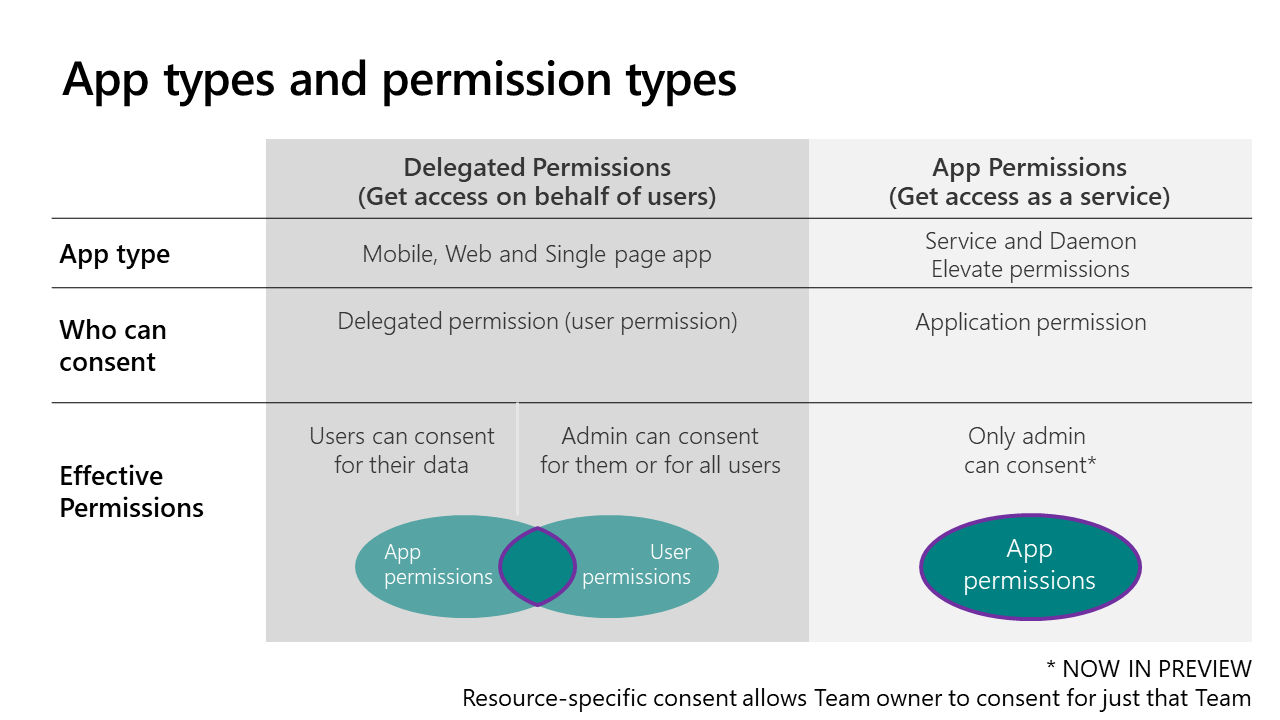 App types and permission types
Delegated Permissions
(Get access on behalf of users)
App Permissions
(Get access as a service)
App type
Mobile, Web and Single page app
Service and Daemon
Elevate permissions
Who can
consent
Delegated permission (user permission)
Application permission
Effective
Permissions
Users can consent
for their data
Admin can consent
for them or for all users
Only admin
can consent*
App
permissions
User
permissions
App
permissions
* NOW IN PREVIEW
Resource-specific consent allows Team owner to consent for just that Team